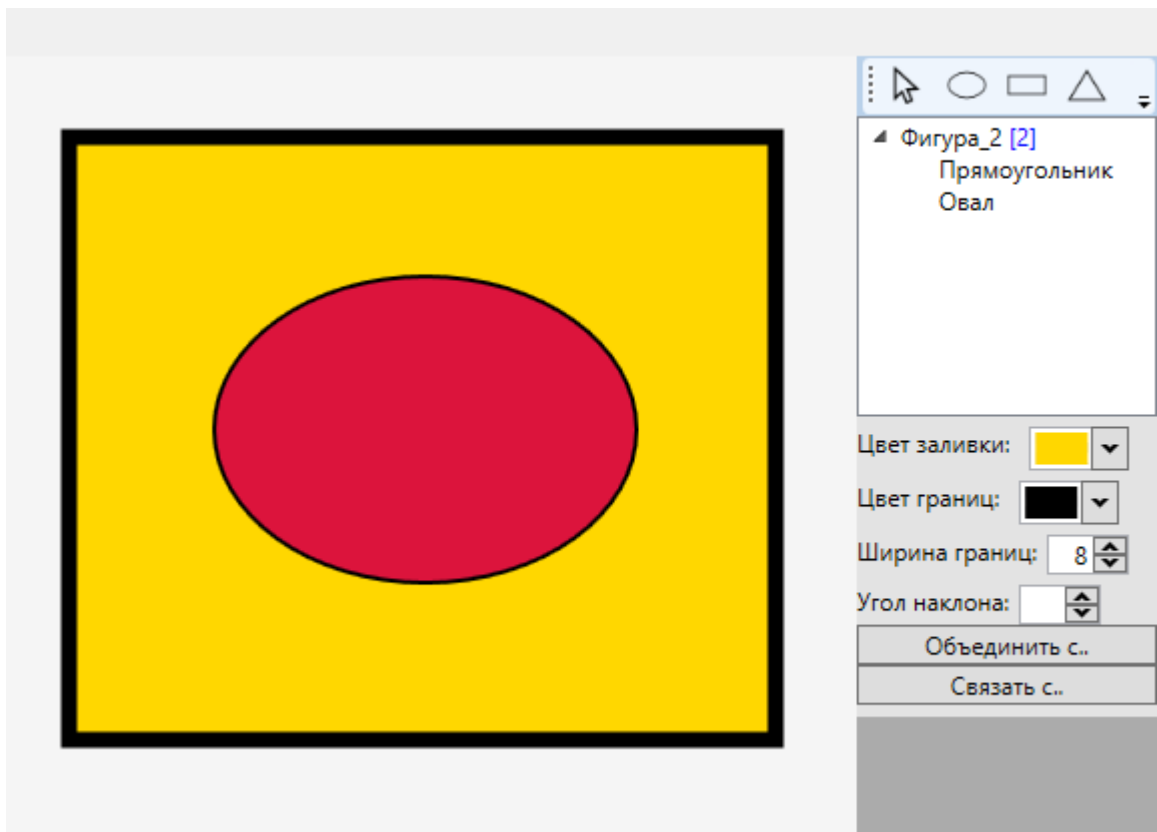 Фигура_2 [2]
Прямоугольник
Овал
Цвет заливки:
Цвет границ:
Ширина границ: 8
Угол наклона:
Объединить с..
Связать с..